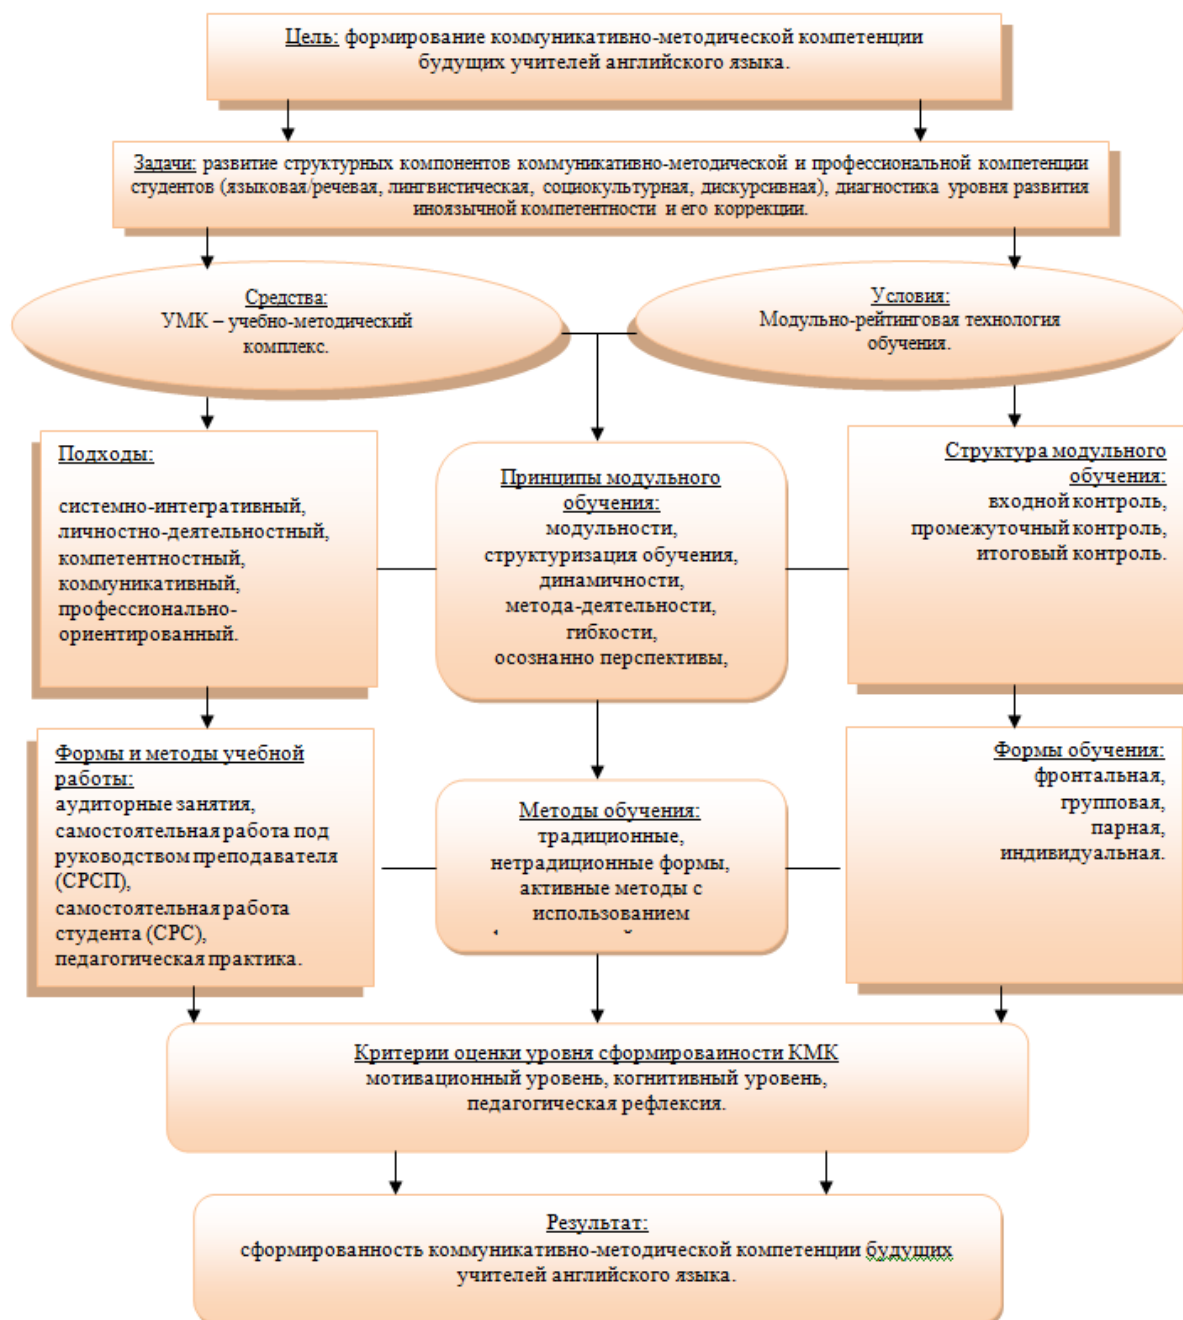 Цель: формирование коммуникативно-методической компетенции
будущих учителей английского языка.
Задачи: развитие структурных компонентов коммуникативно-методической и профессиональной компетенции
студентов (языковая/речевая, лингвистическая, социокультурная, дискурсивная), диагностика уровня развития
иноязычной компетентности и его коррекции.
Средства:
УМК – учебно-методический
комплекс.
Условия:
Модульно-рейтинговая технология
обучения.
Подходы:
системно-интегративный,
личностно-деятельностный,
компетентностный,
коммуникативный,
профессионально-
ориентированный.
Принципы модульного
обучения:
модульности,
структуризация обучения,
динамичности,
метода-деятельности,
гибкости,
осознанно перспективы,
Структура модульного
обучения:
входной контроль,
промежуточный контроль,
итоговый контроль.
Формы и методы учебной
работы:
аудиторные занятия,
самостоятельная работа под
руководством преподавателя
(СРСП),
самостоятельная работа
студента (СРС),
педагогическая практика.
Методы обучения:
традиционные,
нетрадиционные формы,
активные методы с
использованием
Формы обучения:
фронтальная,
групповая,
парная,
индивидуальная.
Критерии оценки уровня сформироваиности КМК
мотивационный уровень, когнитивный уровень,
педагогическая рефлексия.
Результат:
сформированность коммуникативно-методической компетенции будущих
учителей английского языка.